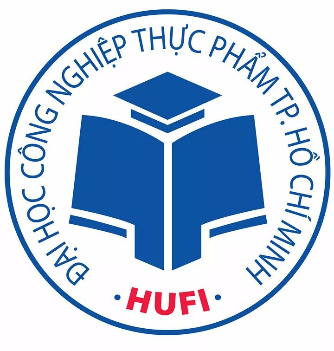 ĐẠI HỌC CÔNG NGHIỆP THỰC PHẨM TP. HỒ CHÍ MINH
· HUFI ·